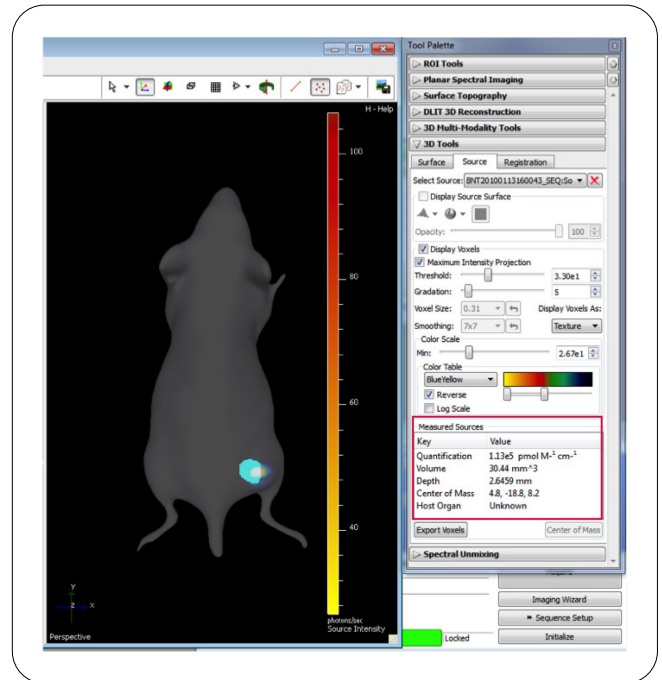 Tool Palette
ROI Tools
Planar Spectral Imaging
Surface Topography
DLIT 3D Reconstruction
3D Multi-Modality Tools
3D Tools
Surface Source Registration
Select Source: BNT20100113160043_SEQ:So
Display Source Surface
Opacity: 100
Display Voxels
Maximum Intensity Projection
Threshold: 3.30e1
Gradation: 5
Voxel Size: 0.31 Display Voxels As:
Smoothing: 7x7 Texture
Color Scale
Min: 2.67e1
Color Table
BlueYellow
Reverse
Log Scale
Measured Sources
Key Value
Quantification 1.13e5 pmol M-1 cm-1
Volume 30.44 mm^3
Depth 2.6459 mm
Center of Mass 4.8, -18.8, 8.2
Host Organ Unknown
Export Voxels Center of Mass
Spectral Unmixing
Imaging Wizard
Sequence Setup
Locked Initialize
H - Help
100
80
60
40
photons/sec
Source Intensity
Y
Z X
Perspective